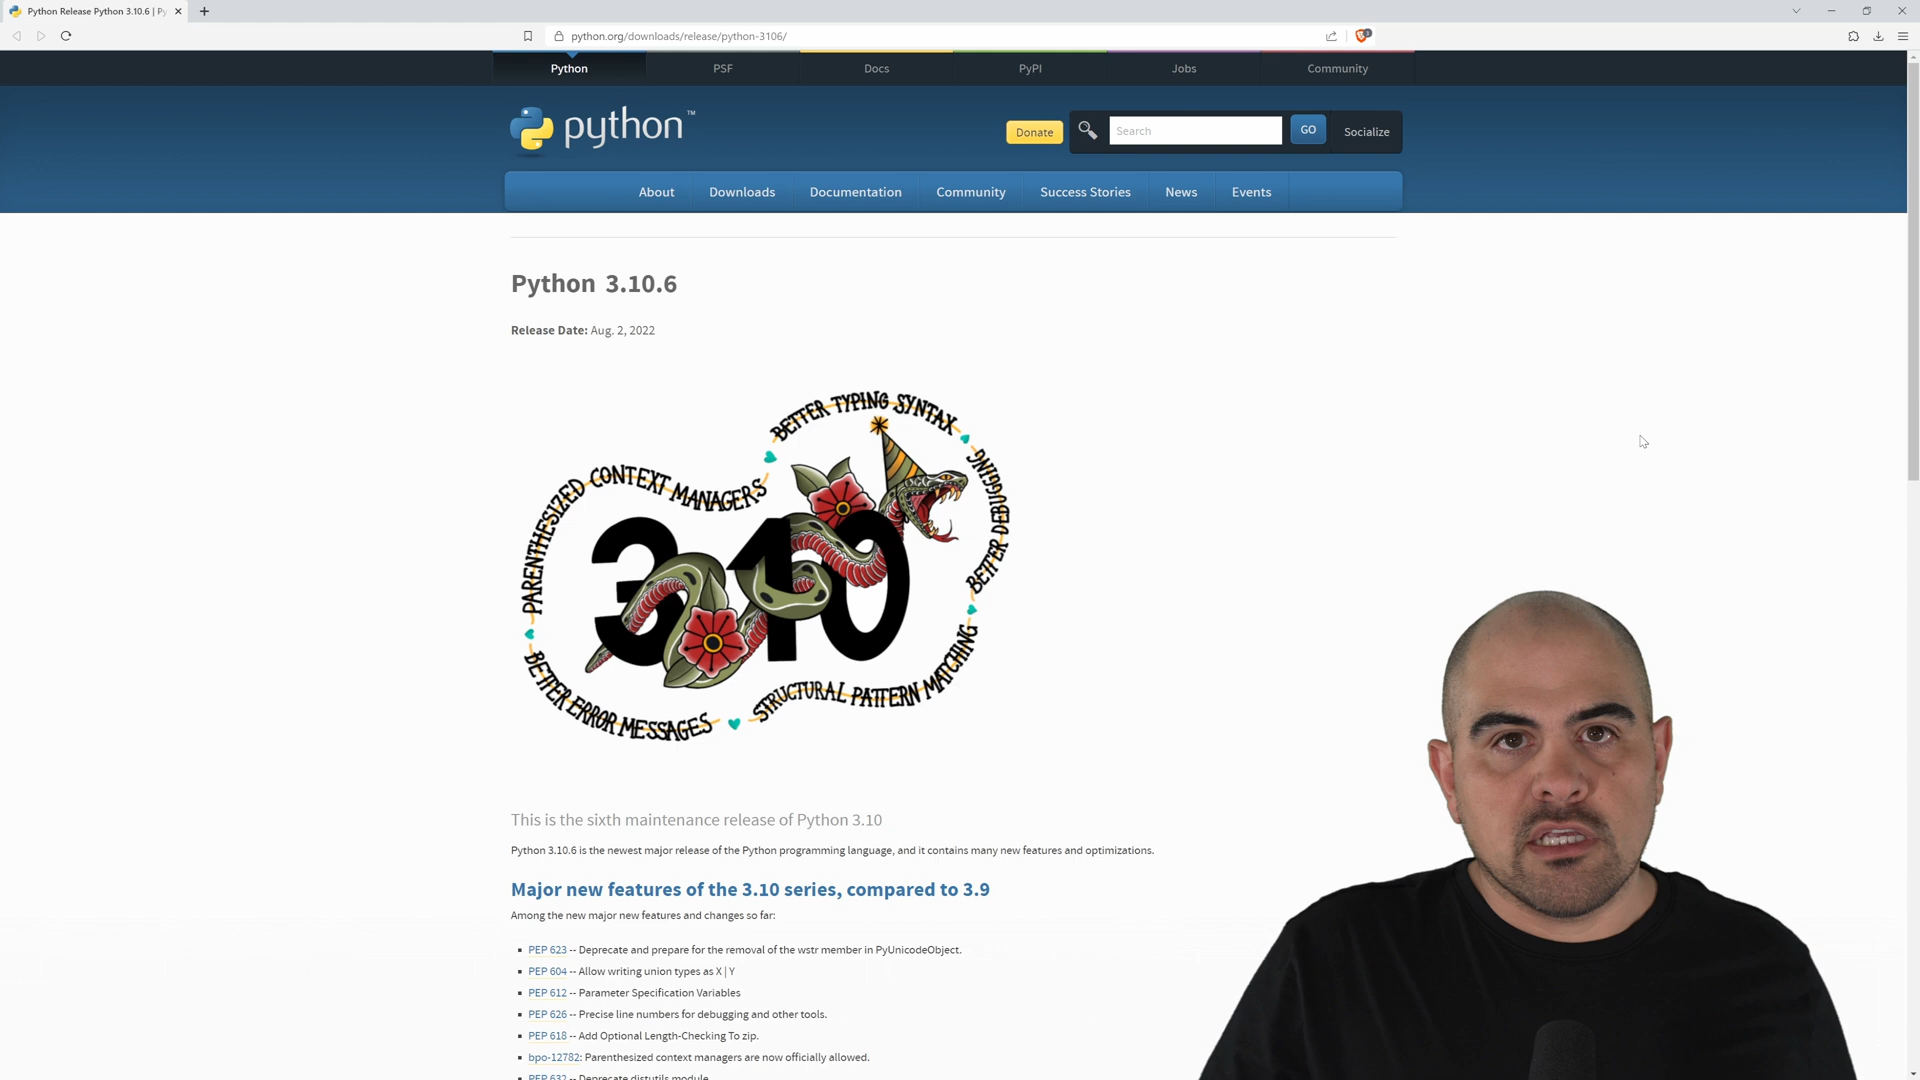 Python Release Python 3.10.6 | Py
python.org/downloads/release/python-3106/
Python
PSF
Docs
PyPI
Jobs
Community
python™
Donate
Search
GO
Socialize
About
Downloads
Documentation
Community
Success Stories
News
Events
Python 3.10.6
Release Date: Aug. 2, 2022
PARENTHESIZED CONTEXT MANAGERS
BETTER TYPING SYNTAX
BETTER DEBUGGING
STRUCTURAL PATTERN MATCHING
BETTER ERROR MESSAGES
3.10
This is the sixth maintenance release of Python 3.10
Python 3.10.6 is the newest major release of the Python programming language, and it contains many new features and optimizations.
Major new features of the 3.10 series, compared to 3.9
Among the new major new features and changes so far:
PEP 623 -- Deprecate and prepare for the removal of the wstr member in PyUnicodeObject.
PEP 604 -- Allow writing union types as X | Y
PEP 612 -- Parameter Specification Variables
PEP 626 -- Precise line numbers for debugging and other tools.
PEP 618 -- Add Optional Length-Checking To zip.
bpo-12782: Parenthesized context managers are now officially allowed.
PEP 632 -- Deprecate distutils module.